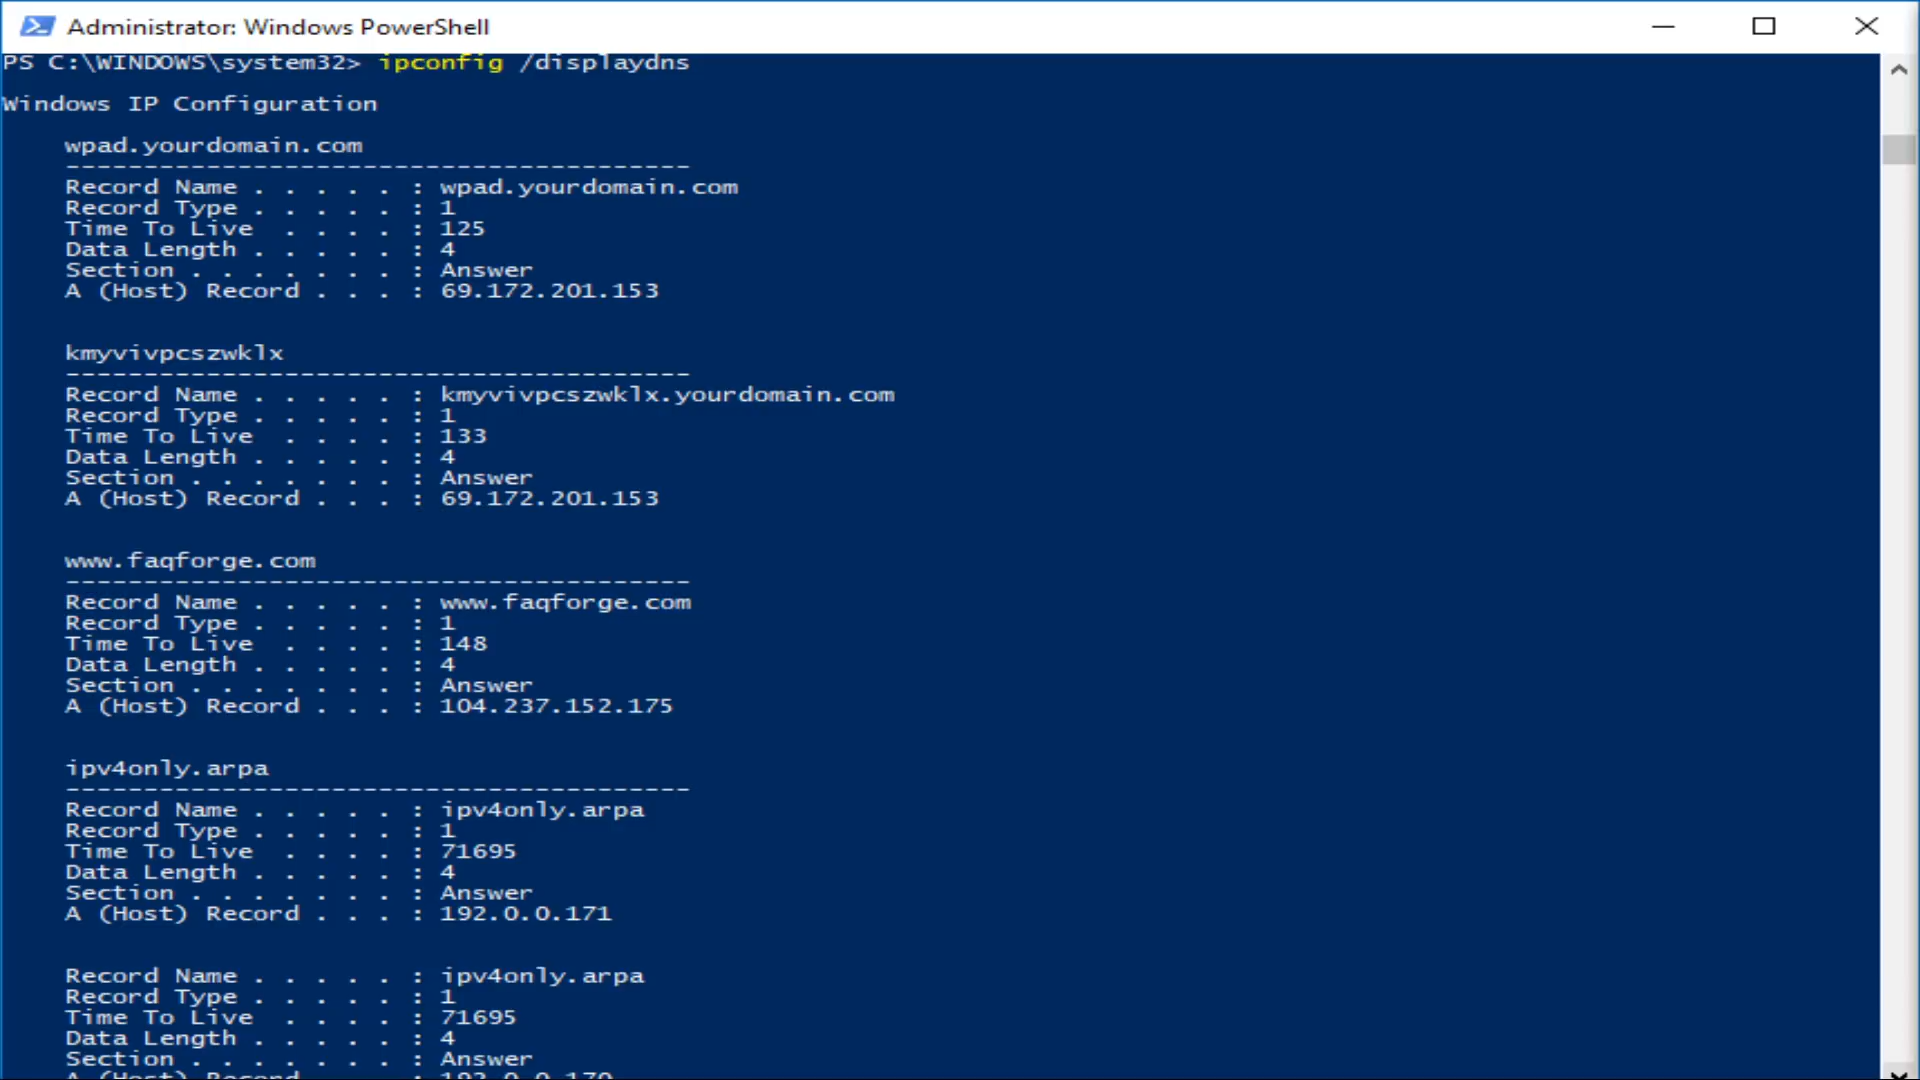 Administrator: Windows PowerShell
PS C:\WINDOWS\system32> ipconfig /displaydns
Windows IP Configuration
wpad.yourdomain.com
----------------------------------------
Record Name . . . . . : wpad.yourdomain.com
Record Type . . . . . : 1
Time To Live  . . . . : 125
Data Length . . . . . : 4
Section . . . . . . . : Answer
A (Host) Record . . . : 69.172.201.153
kmyvivpcszwklx
----------------------------------------
Record Name . . . . . : kmyvivpcszwklx.yourdomain.com
Record Type . . . . . : 1
Time To Live  . . . . : 133
Data Length . . . . . : 4
Section . . . . . . . : Answer
A (Host) Record . . . : 69.172.201.153
www.faqforge.com
----------------------------------------
Record Name . . . . . : www.faqforge.com
Record Type . . . . . : 1
Time To Live  . . . . : 148
Data Length . . . . . : 4
Section . . . . . . . : Answer
A (Host) Record . . . : 104.237.152.175
ipv4only.arpa
----------------------------------------
Record Name . . . . . : ipv4only.arpa
Record Type . . . . . : 1
Time To Live  . . . . : 71695
Data Length . . . . . : 4
Section . . . . . . . : Answer
A (Host) Record . . . : 192.0.0.171
Record Name . . . . . : ipv4only.arpa
Record Type . . . . . : 1
Time To Live  . . . . : 71695
Data Length . . . . . : 4
Section . . . . . . . : Answer
A (Host) Record . . . : 192.0.0.170